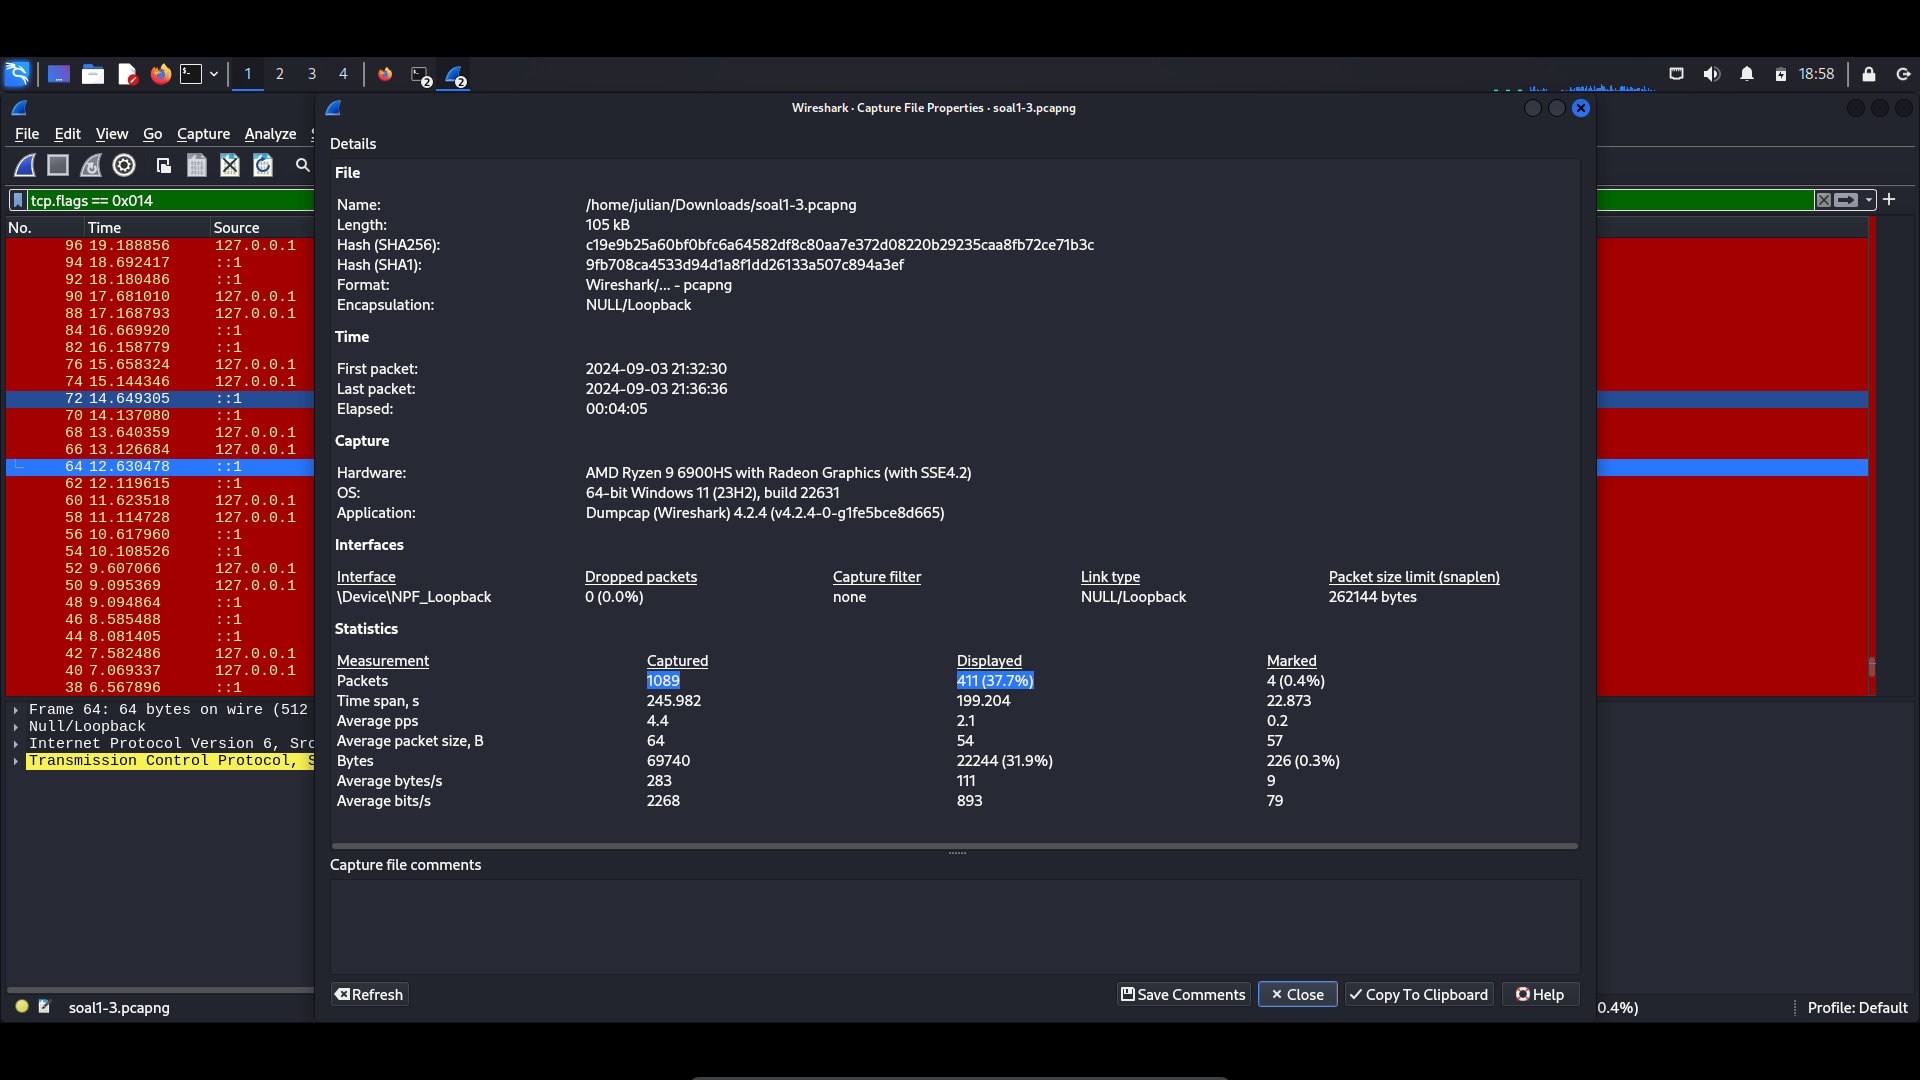 1 2 3 4 2 2 18:58
Wireshark · Capture File Properties · soal1-3.pcapng
File Edit View Go Capture Analyze S
tcp.flags == 0x014
No. Time Source
96 19.188856 127.0.0.1
94 18.692417 ::1
92 18.180486 ::1
90 17.681010 127.0.0.1
88 17.168793 127.0.0.1
84 16.669920 ::1
82 16.158779 ::1
76 15.658324 127.0.0.1
74 15.144346 127.0.0.1
72 14.649305 ::1
70 14.137080 ::1
68 13.640359 127.0.0.1
66 13.126684 127.0.0.1
64 12.630478 ::1
62 12.119615 ::1
60 11.623518 127.0.0.1
58 11.114728 127.0.0.1
56 10.617960 ::1
54 10.108526 ::1
52 9.607066 127.0.0.1
50 9.095369 127.0.0.1
48 9.094864 ::1
46 8.585488 ::1
44 8.081405 ::1
42 7.582486 127.0.0.1
40 7.069337 127.0.0.1
38 6.567896 ::1
Frame 64: 64 bytes on wire (512
Null/Loopback
Internet Protocol Version 6, Src
Transmission Control Protocol, S
Details
File
Name: /home/julian/Downloads/soal1-3.pcapng
Length: 105 kB
Hash (SHA256): c19e9b25a60bf0bfc6a64582df8c80aa7e372d08220b29235caa8fb72ce71b3c
Hash (SHA1): 9fb708ca4533d94d1a8f1dd26133a507c894a3ef
Format: Wireshark/... - pcapng
Encapsulation: NULL/Loopback
Time
First packet: 2024-09-03 21:32:30
Last packet: 2024-09-03 21:36:36
Elapsed: 00:04:05
Capture
Hardware: AMD Ryzen 9 6900HS with Radeon Graphics (with SSE4.2)
OS: 64-bit Windows 11 (23H2), build 22631
Application: Dumpcap (Wireshark) 4.2.4 (v4.2.4-0-g1fe5bce8d665)
Interfaces
Interface Dropped packets Capture filter Link type Packet size limit (snaplen)
\Device\NPF_Loopback 0 (0.0%) none NULL/Loopback 262144 bytes
Statistics
Measurement Captured Displayed Marked
Packets 1089 411 (37.7%) 4 (0.4%)
Time span, s 245.982 199.204 22.873
Average pps 4.4 2.1 0.2
Average packet size, B 64 54 57
Bytes 69740 22244 (31.9%) 226 (0.3%)
Average bytes/s 283 111 9
Average bits/s 2268 893 79
Capture file comments
Refresh Save Comments Close Copy To Clipboard Help
soal1-3.pcapng 0.4%) Profile: Default